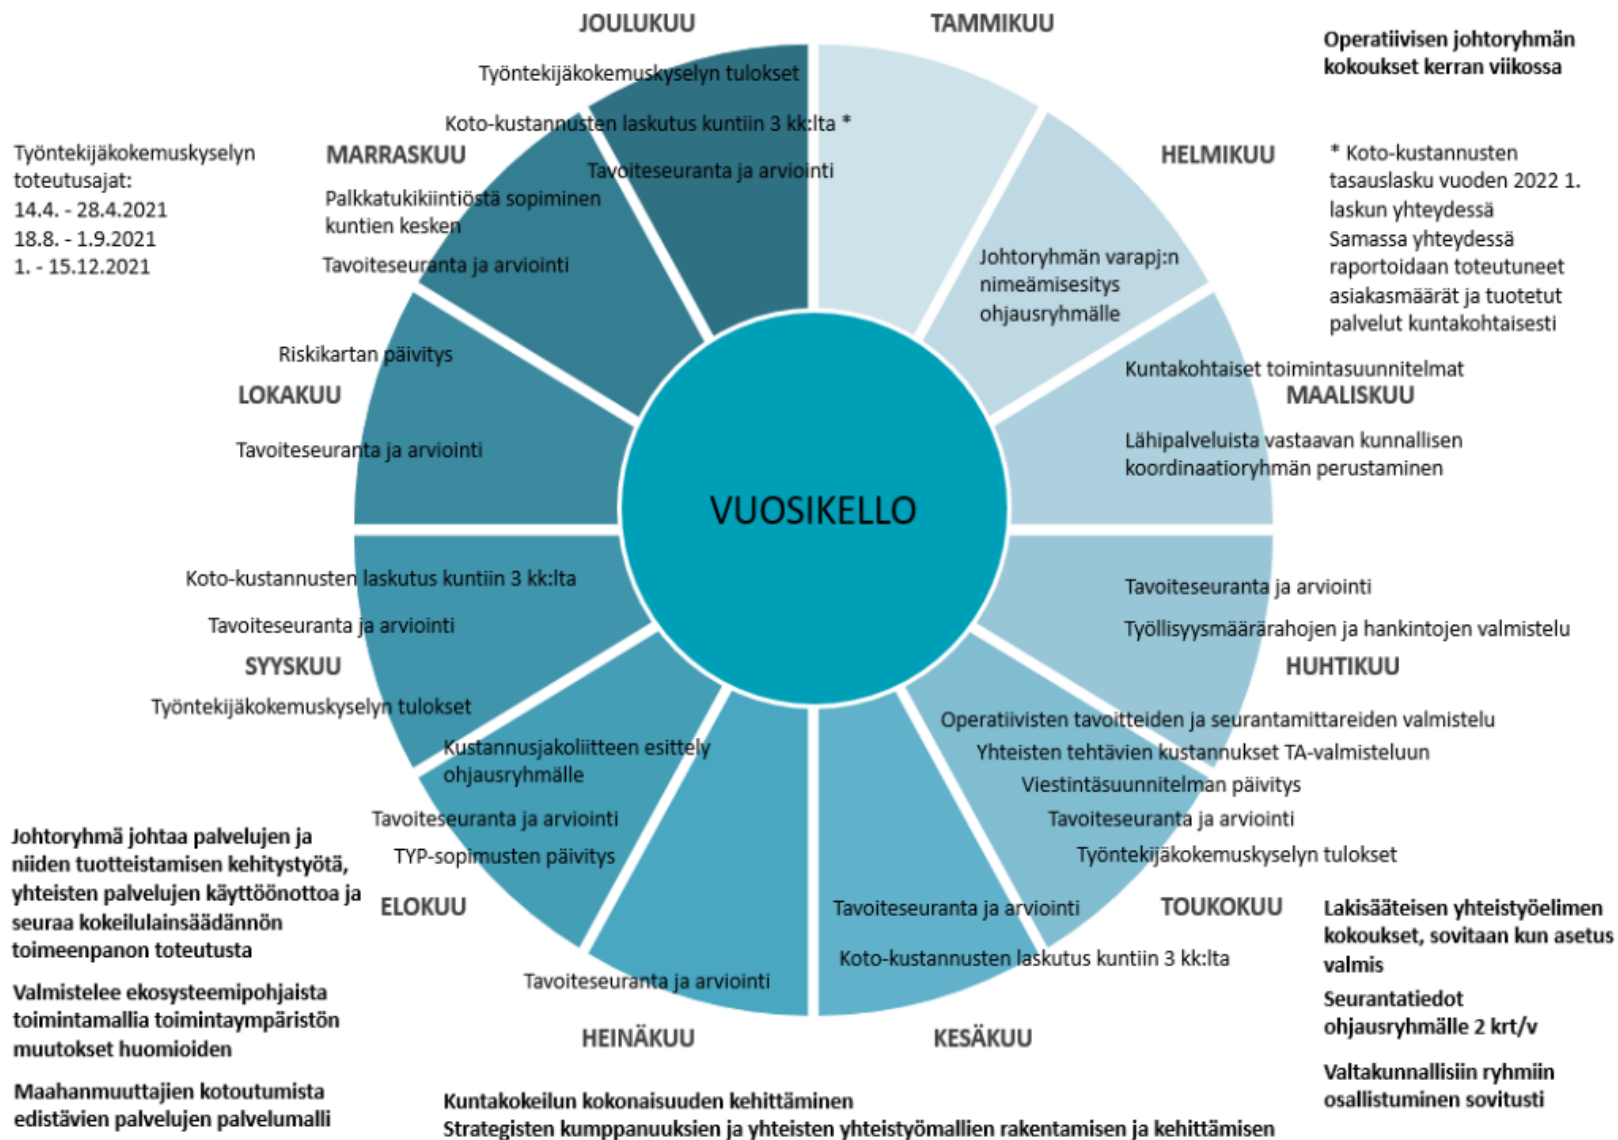 JOULUKUU
TAMMIKUU
Operatiivisen johtoryhmän
kokoukset kerran viikossa
Työntekijäkokemuskyselyn tulokset
Koto-kustannusten laskutus kuntiin 3 kk:lta *
Tavoiteseuranta ja arviointi
Työntekijäkokemuskyselyn
toteutusajat:
14.4. - 28.4.2021
18.8. - 1.9.2021
1. - 15.12.2021
MARRASKUU
Palkkatukikiintiöstä sopiminen
kuntien kesken
Tavoiteseuranta ja arviointi
HELMIKUU
Johtoryhmän varapj:n
nimeämisesitys
ohjausryhmälle
* Koto-kustannusten
tasauslasku vuoden 2022 1.
laskun yhteydessä
Samassa yhteydessä
raportoidaan toteutuneet
asiakasmäärät ja tuotetut
palvelut kuntakohtaisesti
Riskikartan päivitys
LOKAKUU
Tavoiteseuranta ja arviointi
Kuntakohtaiset toimintasuunnitelmat
MAALISKUU
Lähipalveluista vastaavan kunnallisen
koordinaatioryhmän perustaminen
VUOSIKELLO
Koto-kustannusten laskutus kuntiin 3 kk:lta
Tavoiteseuranta ja arviointi
SYYSKUU
Työntekijäkokemuskyselyn tulokset
Tavoiteseuranta ja arviointi
Työllisyysmäärärahojen ja hankintojen valmistelu
HUHTIKUU
Operatiivisten tavoitteiden ja seurantamittareiden valmistelu
Yhteisten tehtävien kustannukset TA-valmisteluun
Viestintäsuunnitelman päivitys
Tavoiteseuranta ja arviointi
Työntekijäkokemuskyselyn tulokset
TOUKOKUU
Kustannusjakoliitteen esittely
ohjausryhmälle
Tavoiteseuranta ja arviointi
TYP-sopimusten päivitys
ELOKUU
Tavoiteseuranta ja arviointi
HEINÄKUU
Tavoiteseuranta ja arviointi
Koto-kustannusten laskutus kuntiin 3 kk:lta
KESÄKUU
Johtoryhmä johtaa palvelujen ja
niiden tuotteistamisen kehitystyötä,
yhteisten palvelujen käyttöönottoa ja
seuraa kokeilulainsäädännön
toimeenpanon toteutusta
Valmistelee ekosysteemipohjaista
toimintamallia toimintaympäristön
muutokset huomioiden
Maahanmuuttajien kotoutumista
edistävien palvelujen palvelumalli
Lakisääteisen yhteistyöelimen
kokoukset, sovitaan kun asetus
valmis
Seurantatiedot
ohjausryhmälle 2 krt/v
Valtakunnallisiin ryhmiin
osallistuminen sovitusti
Kuntakokeilun kokonaisuuden kehittäminen
Strategisten kumppanuuksien ja yhteisten yhteistyömallien rakentamisen ja kehittämisen